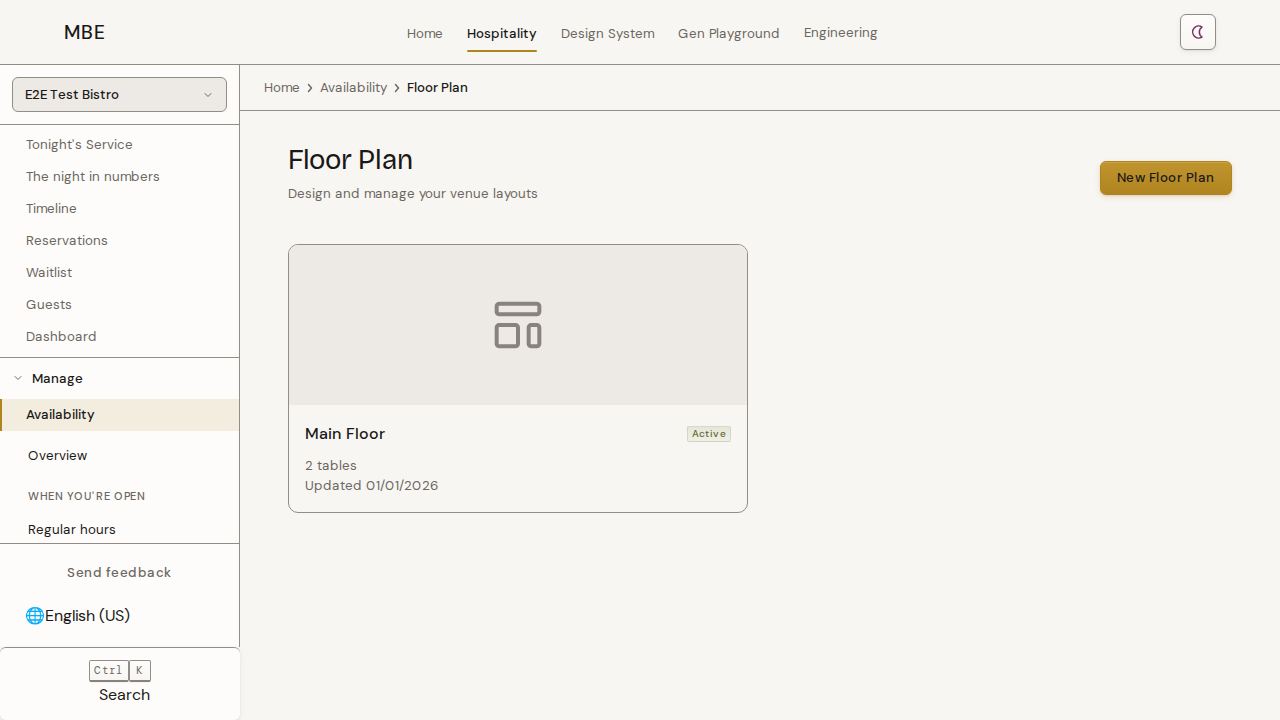 MBE
Home
Hospitality
Design System
Gen Playground
Engineering
E2E Test Bistro
Tonight's Service
The night in numbers
Timeline
Reservations
Waitlist
Guests
Dashboard
Manage
Availability
Overview
WHEN YOU'RE OPEN
Regular hours
Send feedback
English (US)
Ctrl K
Search
Home > Availability > Floor Plan
Floor Plan
Design and manage your venue layouts
New Floor Plan
Main Floor
Active
2 tables
Updated 01/01/2026